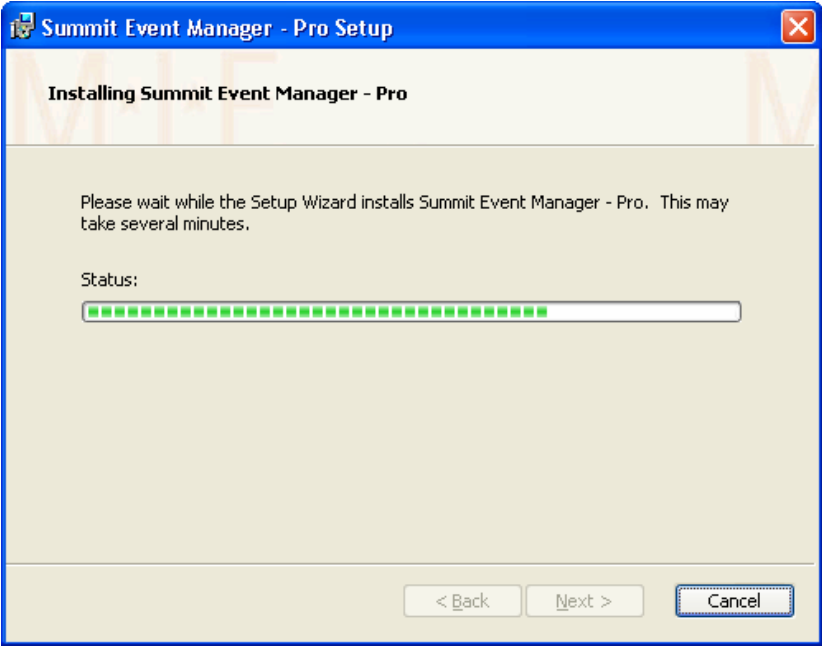 Summit Event Manager - Pro Setup
M·I·F
M
Installing Summit Event Manager - Pro
Please wait while the Setup Wizard installs Summit Event Manager - Pro. This may
take several minutes.
Status:
< Back
Next >
Cancel